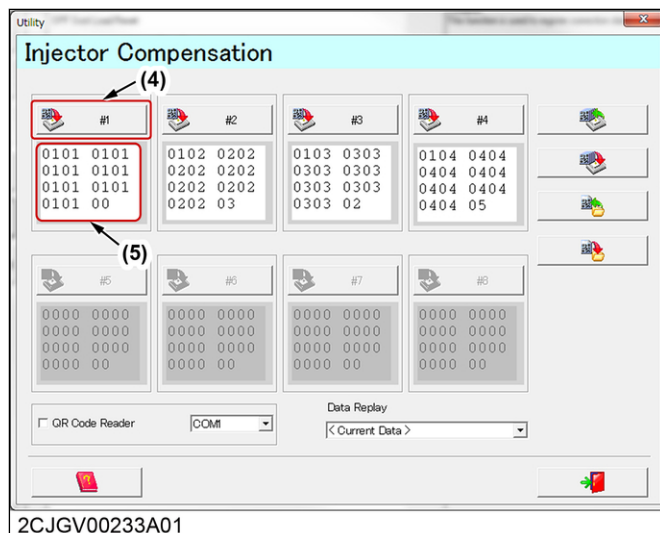 Utility
Injector Compensation
(4)
#1 #2 #3 #4
0101 0101 0102 0202 0103 0303 0104 0404
0101 0101 0202 0202 0303 0303 0404 0404
0101 0101 0202 0202 0303 0303 0404 0404
0101 00 0202 03 0303 02 0404 05
(5)
#5 #6 #7 #8
0000 0000 0000 0000 0000 0000 0000 0000
0000 0000 0000 0000 0000 0000 0000 0000
0000 0000 0000 0000 0000 0000 0000 0000
0000 00 0000 00 0000 00 0000 00
Data Replay
QR Code Reader COM1 < Current Data >
2CJGV00233A01